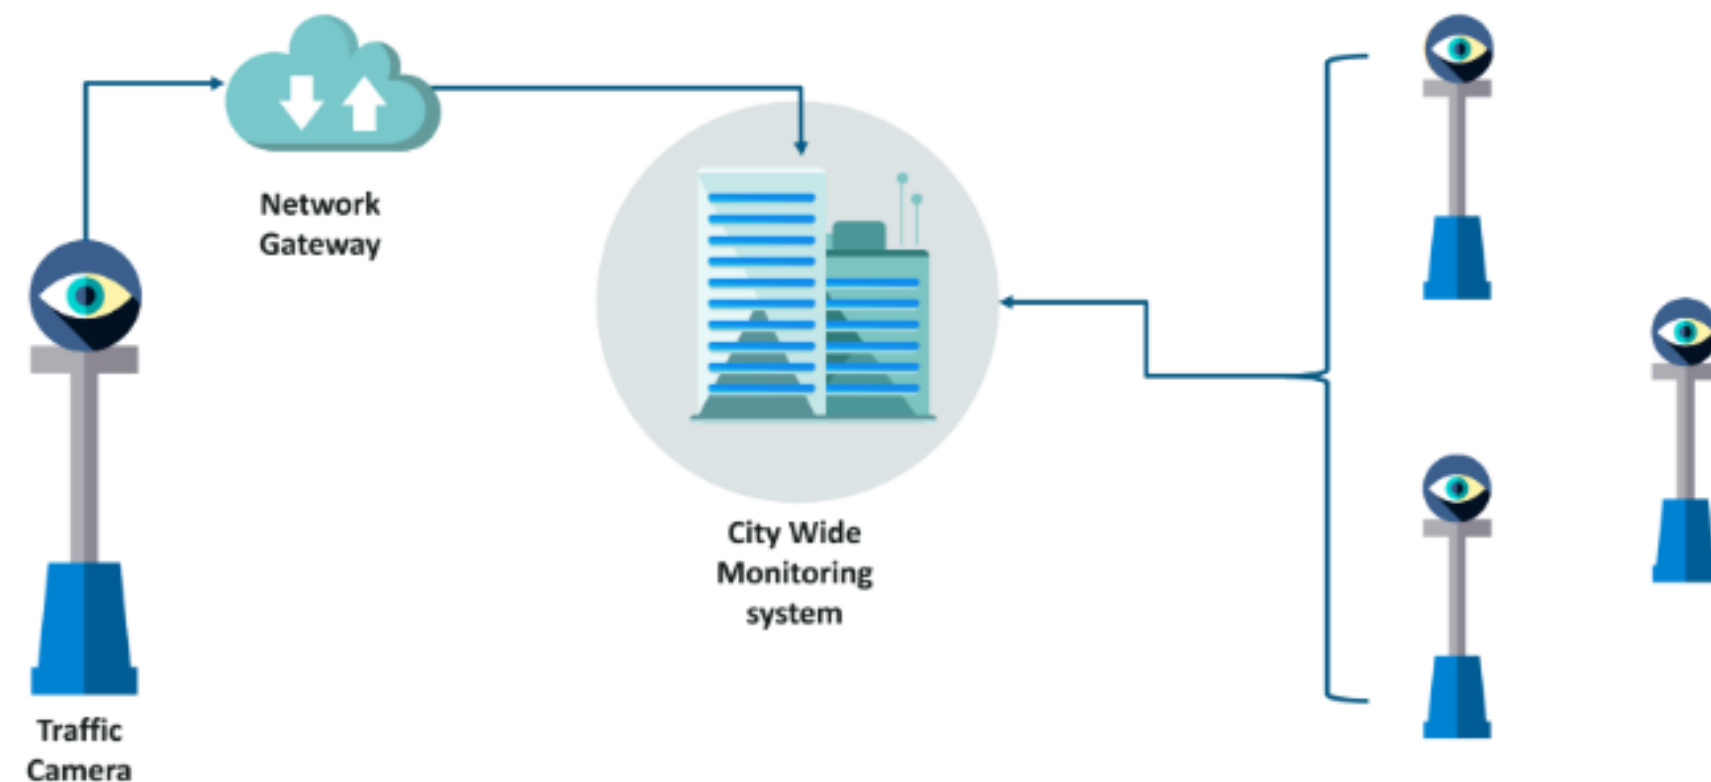 Network
Gateway
City Wide
Monitoring
system
Traffic
Camera